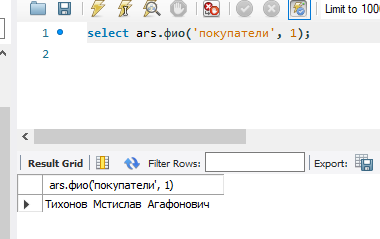 Limit to 100
1 select ars.фио('покупатели', 1);
2
Result Grid Filter Rows: Export:
ars.фио('покупатели', 1)
Тихонов Мстислав Агафонович